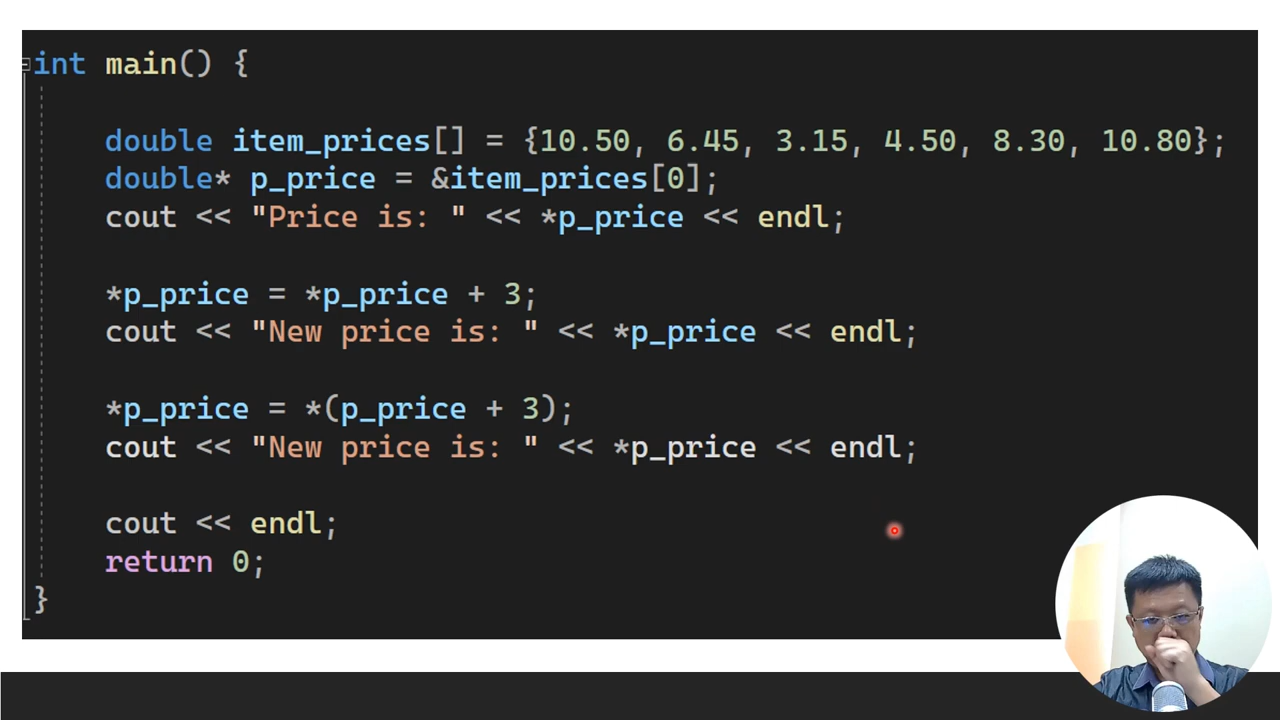 int main() {
double item_prices[] = {10.50, 6.45, 3.15, 4.50, 8.30, 10.80};
double* p_price = &item_prices[0];
cout << "Price is: " << *p_price << endl;
*p_price = *p_price + 3;
cout << "New price is: " << *p_price << endl;
*p_price = *(p_price + 3);
cout << "New price is: " << *p_price << endl;
cout << endl;
return 0;
}